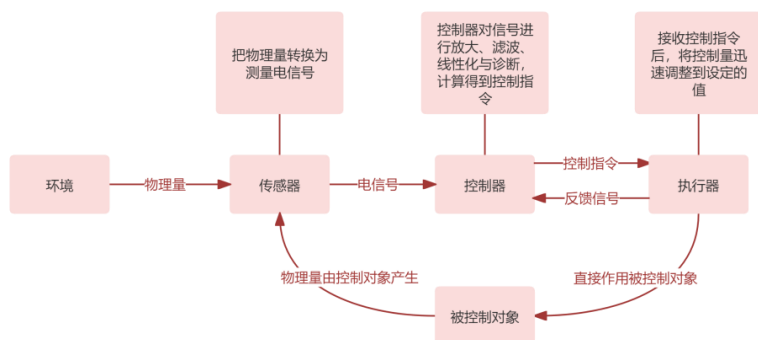 把物理量转换为
测量电信号
控制器对信号进
行放大、滤波、
线性化与诊断，
计算得到控制指
令
接收控制指令
后，将控制量迅
速调整到设定的
值
环境
物理量
传感器
电信号
控制器
控制指令
反馈信号
执行器
物理量由控制对象产生
直接作用被控制对象
被控制对象